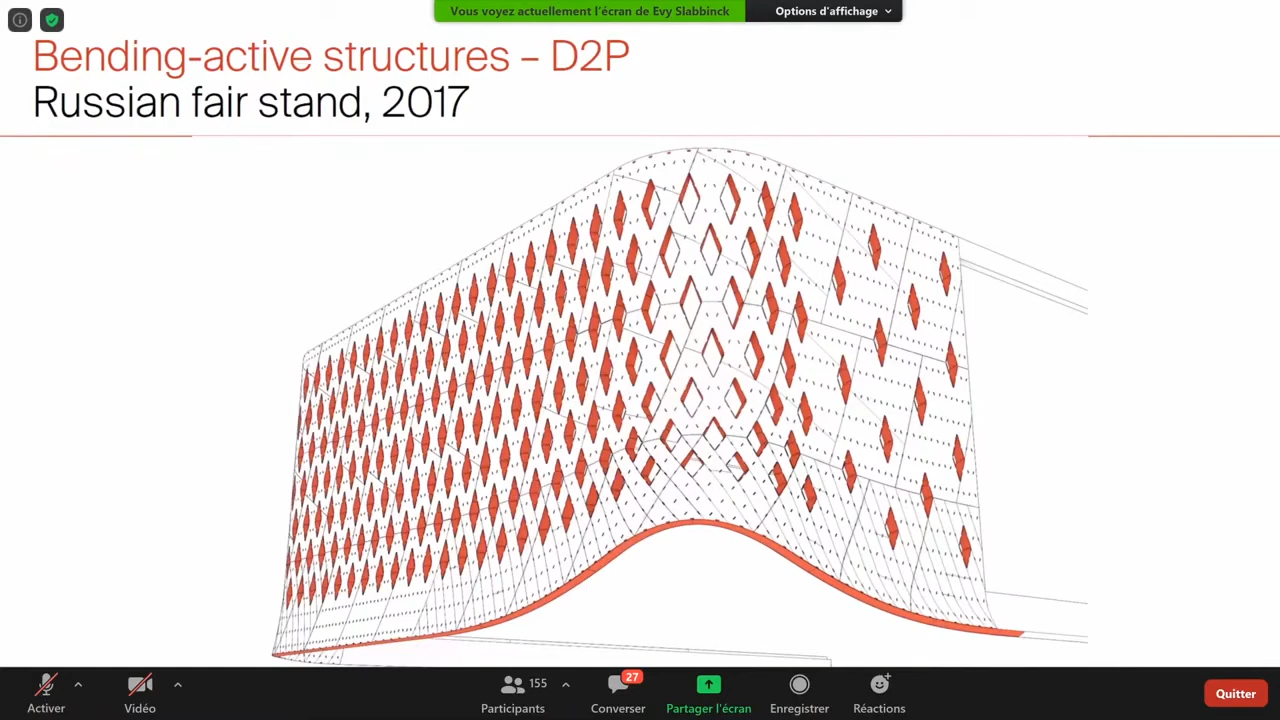 Vous voyez actuellement l'écran de Evy Slabbinck
Options d'affichage
Bending-active structures – D2P
Russian fair stand, 2017
Activer
Vidéo
155
Participants
27
Converser
Partager l'écran
Enregistrer
Réactions
Quitter